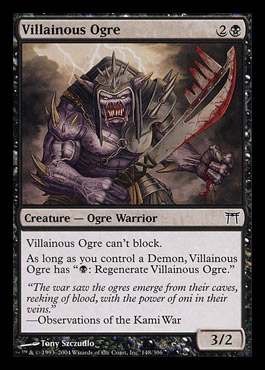 Villainous Ogre 2
Creature — Ogre Warrior
Villainous Ogre can't block.
As long as you control a Demon, Villainous
Ogre has “: Regenerate Villainous Ogre.”
“The war saw the ogres emerge from their caves,
reeking of blood, with the power of oni in their
veins.”
—Observations of the Kami War
Tony Szczudlo
™ & © 1993–2004 Wizards of the Coast, Inc. 148/306
3/2